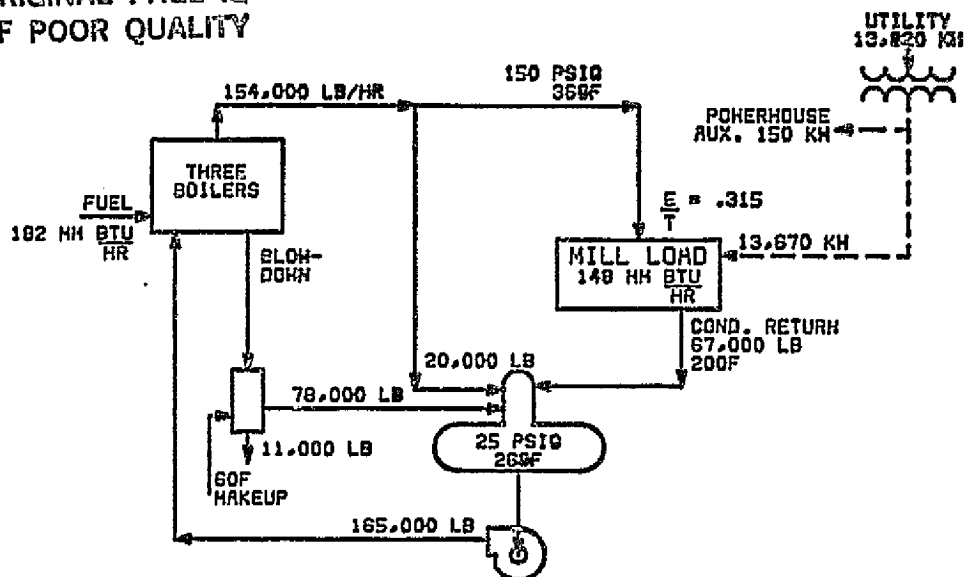 ORIGINAL PAGE IS
OF POOR QUALITY
UTILITY
13,820 KW
154,000 LB/HR
150 PSIG
366F
POWERHOUSE
AUX. 150 KW
THREE
BOILERS
FUEL
182 MM BTU
HR
E = .315
T
13,670 KW
MILL LOAD
148 MM BTU
HR
BLOW-
DOWN
COND. RETURN
67,000 LB
200F
20,000 LB
78,000 LB
25 PSIG
11,000 LB
60F
MAKEUP
165,000 LB